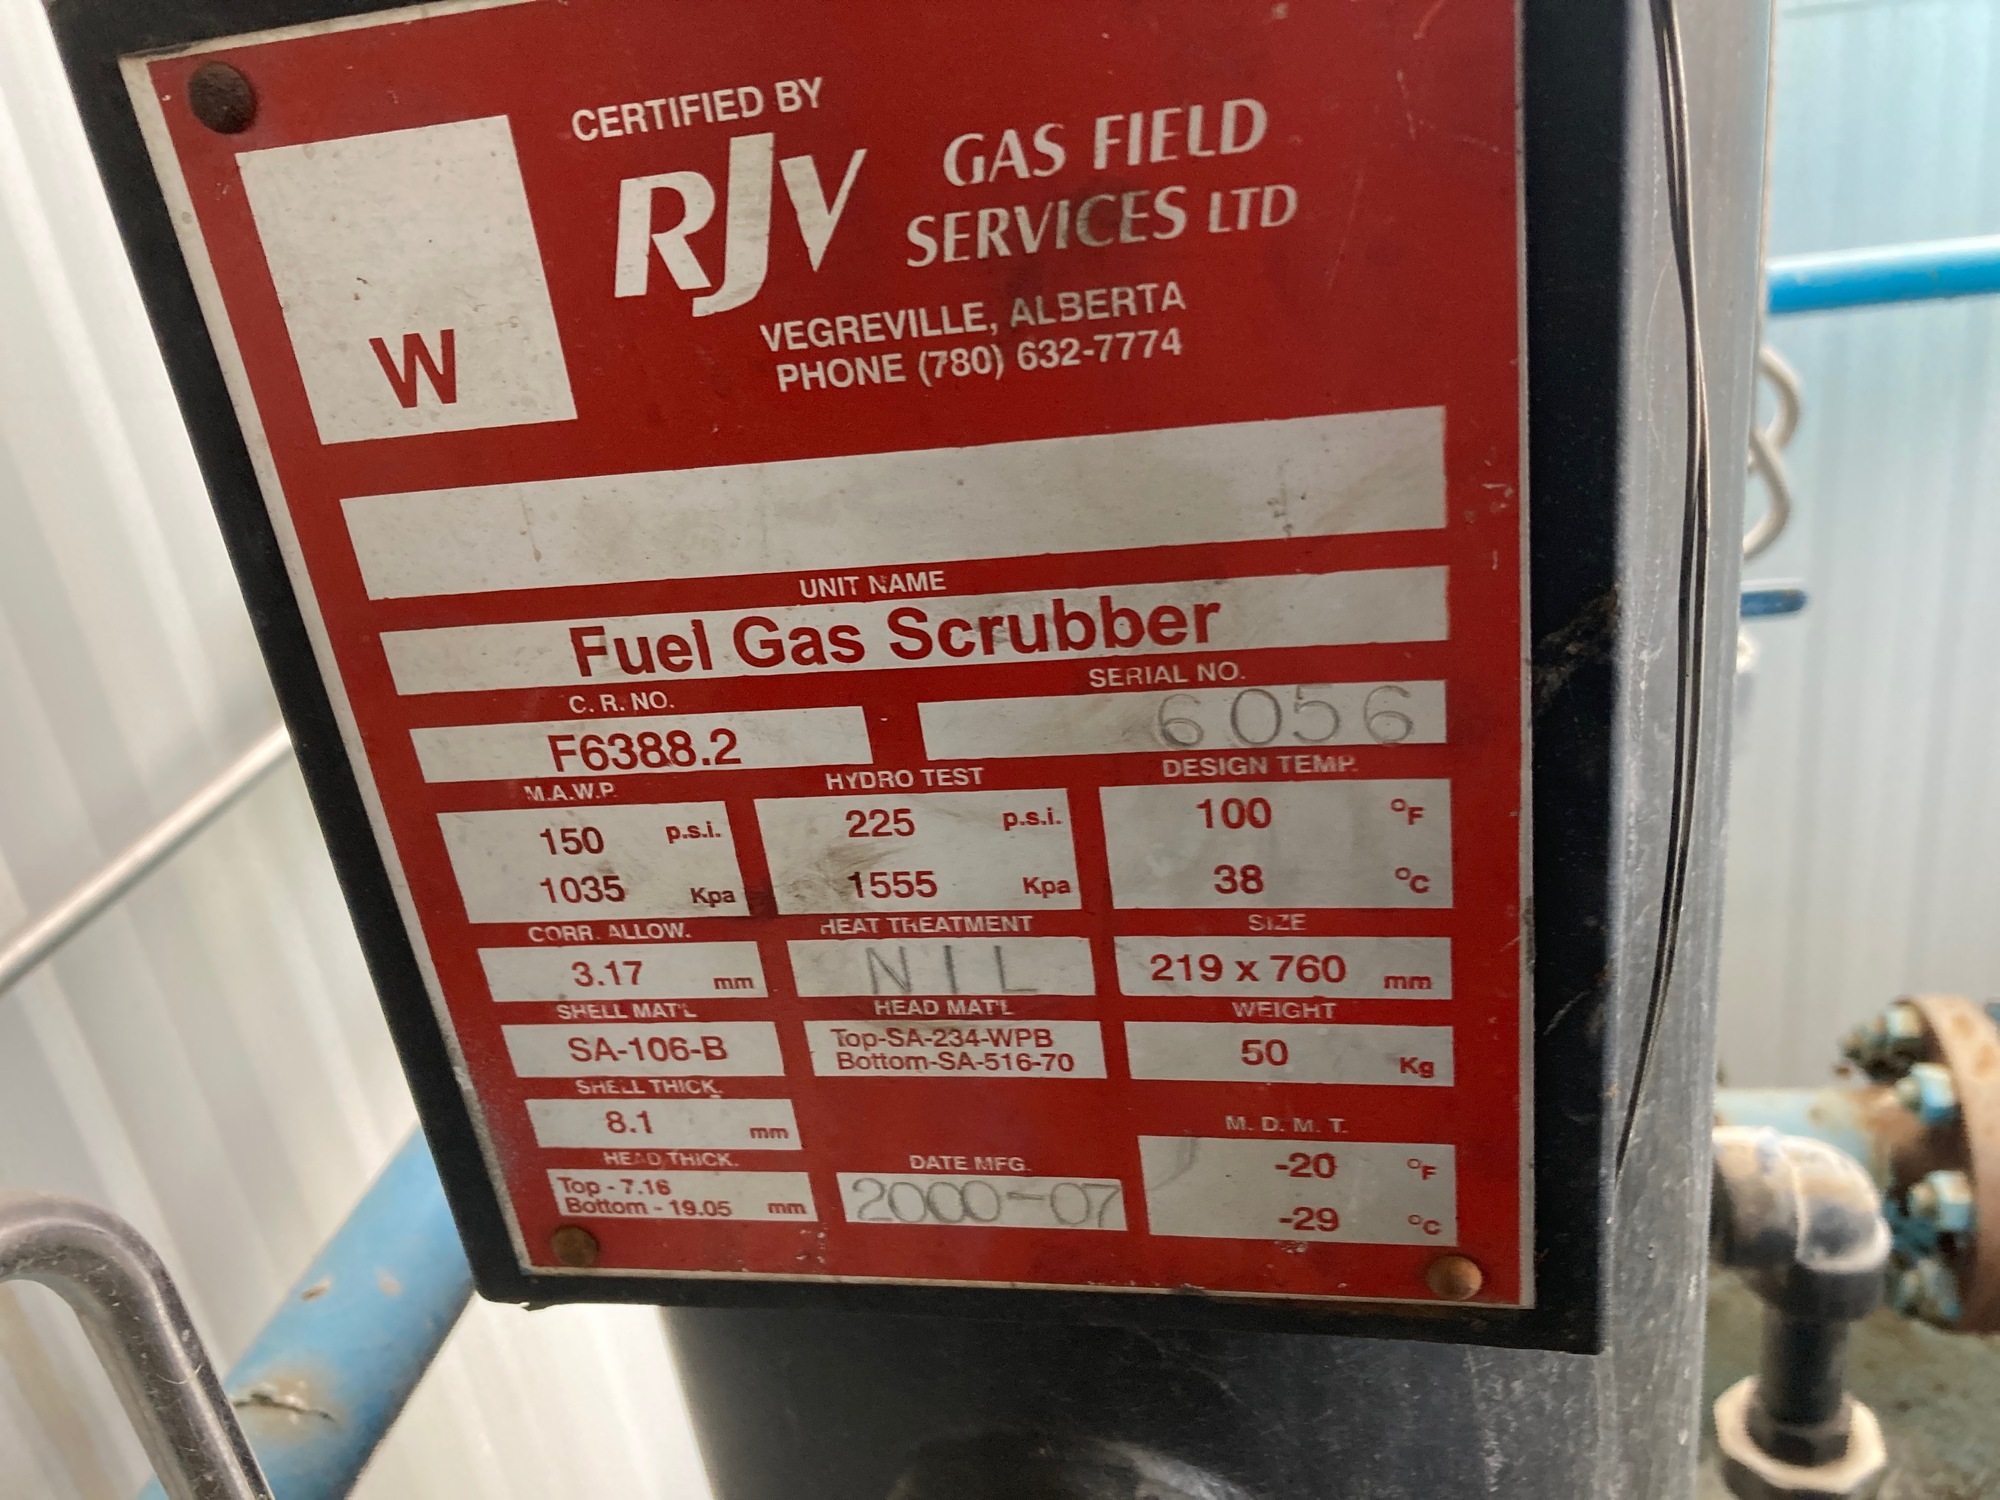 CERTIFIED BY
RJV GAS FIELD
SERVICES LTD
VEGREVILLE, ALBERTA
PHONE (780) 632-7774
W
UNIT NAME
Fuel Gas Scrubber
C. R. NO. SERIAL NO.
F6388.2 6056
M.A.W.P. HYDRO TEST DESIGN TEMP.
150 p.s.i. 225 p.s.i. 100 °F
1035 Kpa 1555 Kpa 38 °C
CORR. ALLOW. HEAT TREATMENT SIZE
3.17 mm NIL 219 x 760 mm
SHELL MAT'L HEAD MAT'L WEIGHT
SA-106-B Top-SA-234-WPB 50 Kg
Bottom-SA-516-70
SHELL THICK.
8.1 mm M. D. M. T.
HEAD THICK. DATE MFG. -20 °F
Top - 7.16
Bottom - 19.05 mm 2000-07 -29 °C